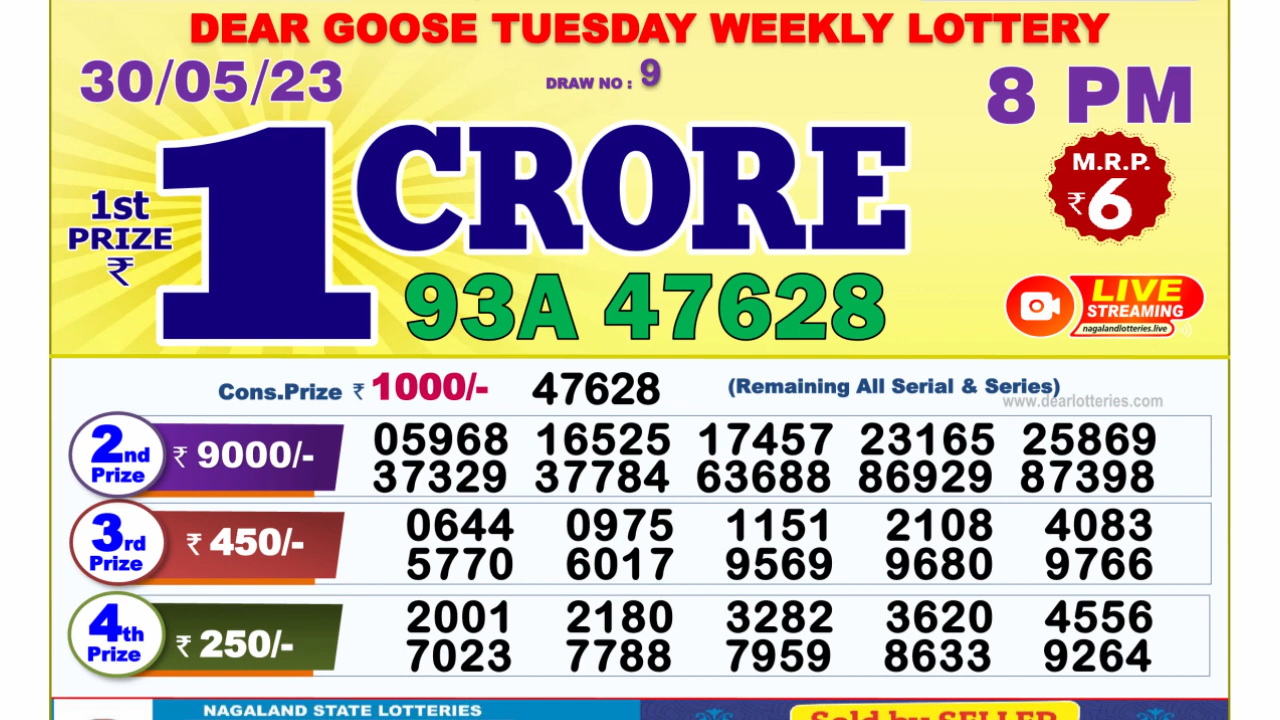 DEAR GOOSE TUESDAY WEEKLY LOTTERY
30/05/23
DRAW NO : 9
8 PM
1st
PRIZE
₹
1 CRORE
M.R.P.
₹ 6
93A 47628
LIVE
STREAMING
nagalandlotteries.live
Cons.Prize ₹ 1000/- 47628 (Remaining All Serial & Series)
www.dearlotteries.com
2nd
Prize
₹ 9000/-
05968 16525 17457 23165 25869
37329 37784 63688 86929 87398
3rd
Prize
₹ 450/-
0644 0975 1151 2108 4083
5770 6017 9569 9680 9766
4th
Prize
₹ 250/-
2001 2180 3282 3620 4556
7023 7788 7959 8633 9264
NAGALAND STATE LOTTERIES
Sold by SELLER